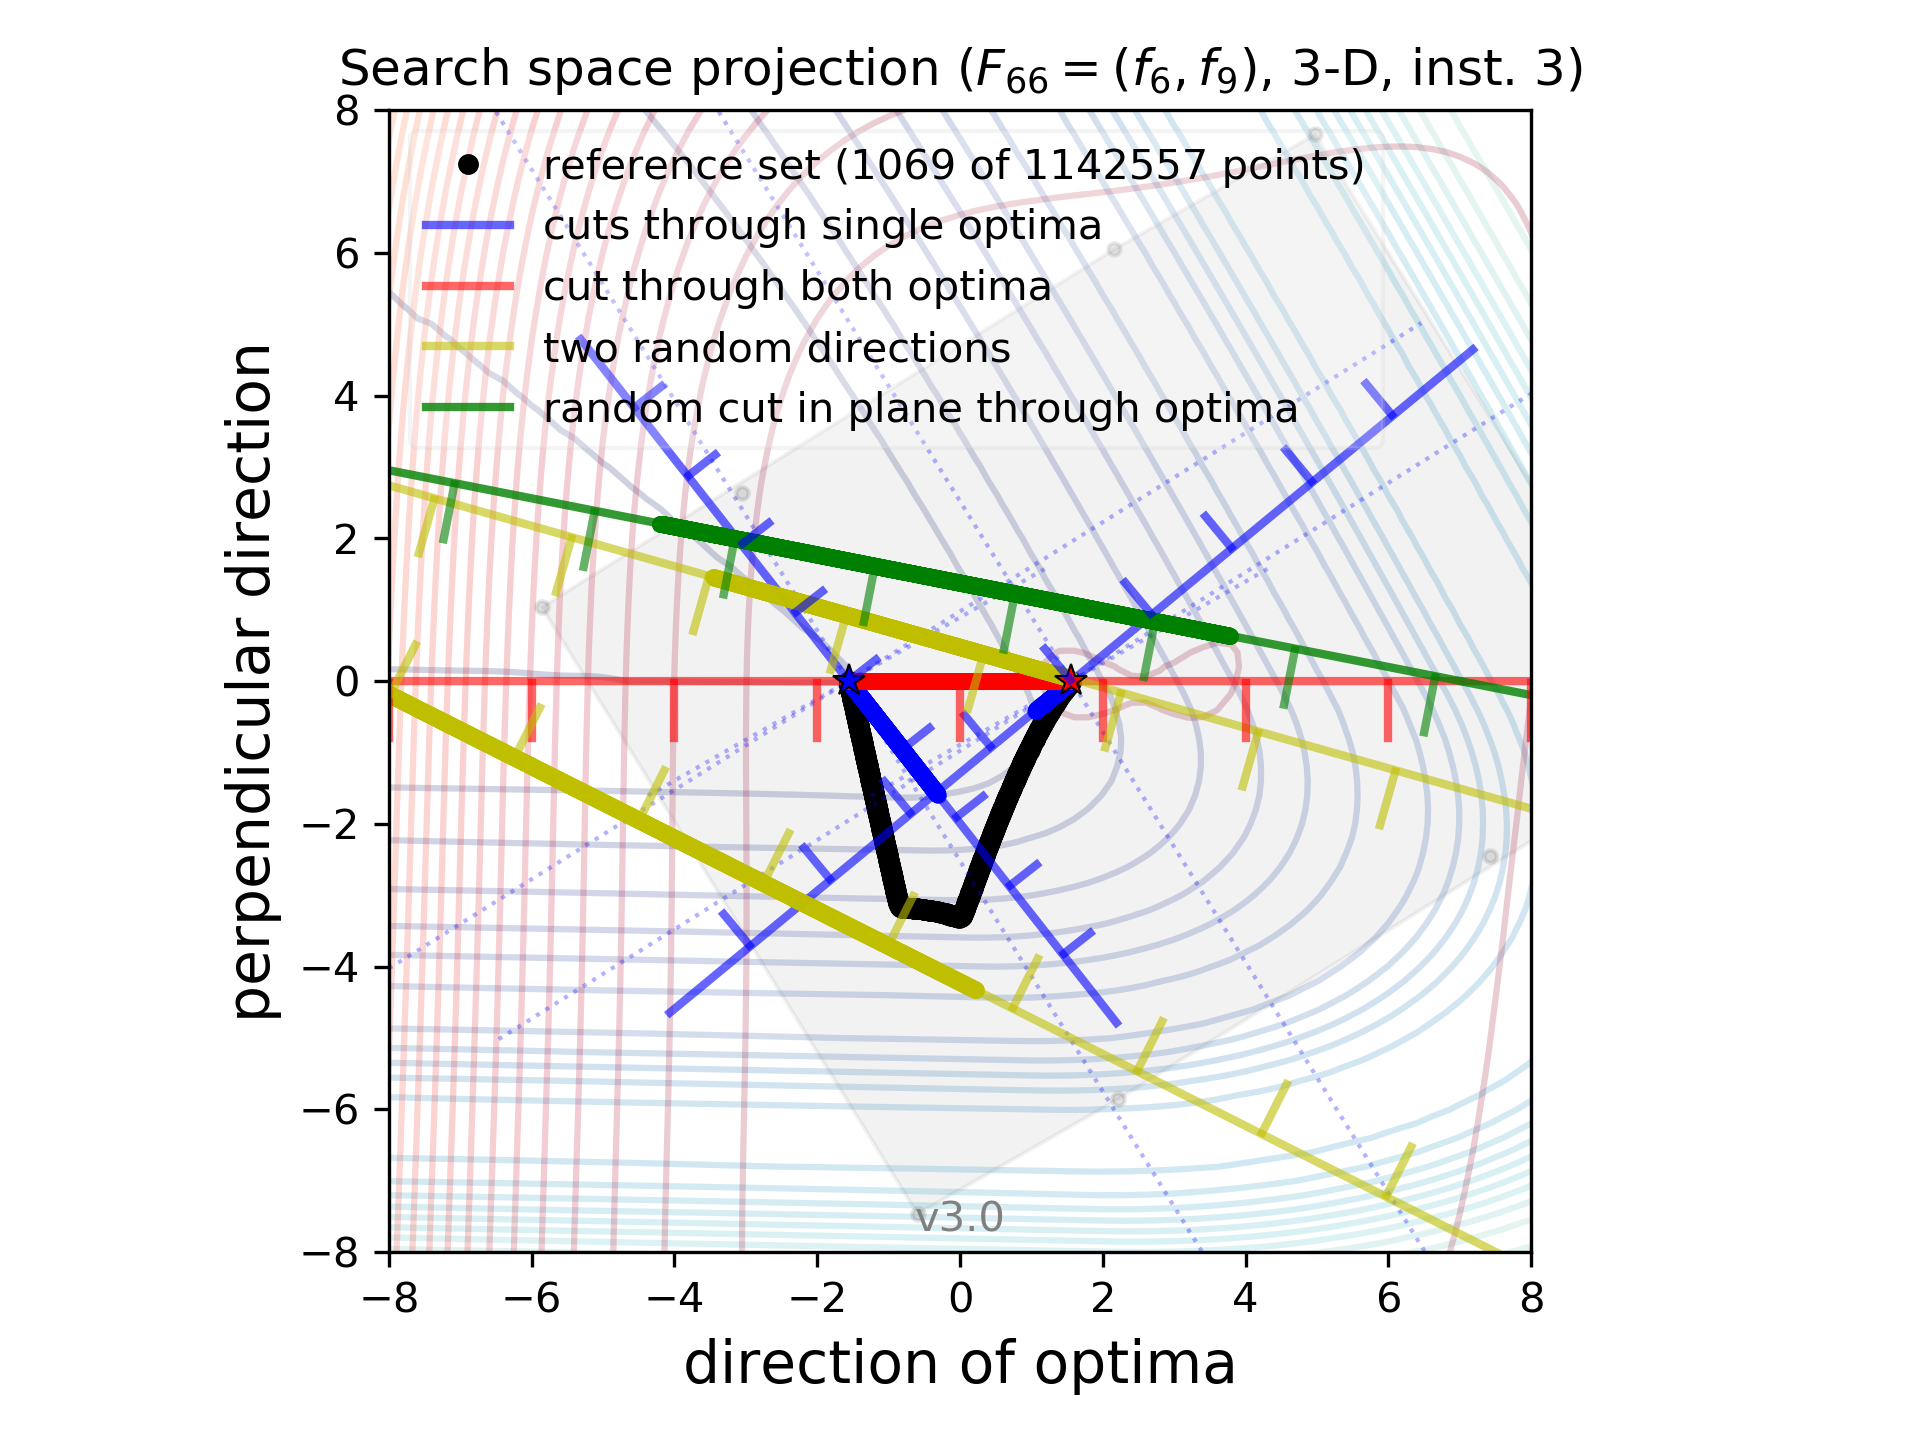 Search space projection (F₆₆ = (f₆, f₉), 3-D, inst. 3)
8
6
4
2
0
−2
−4
−6
−8
perpendicular direction
reference set (1069 of 1142557 points)
cuts through single optima
cut through both optima
two random directions
random cut in plane through optima
v3.0
−8 −6 −4 −2 0 2 4 6 8
direction of optima